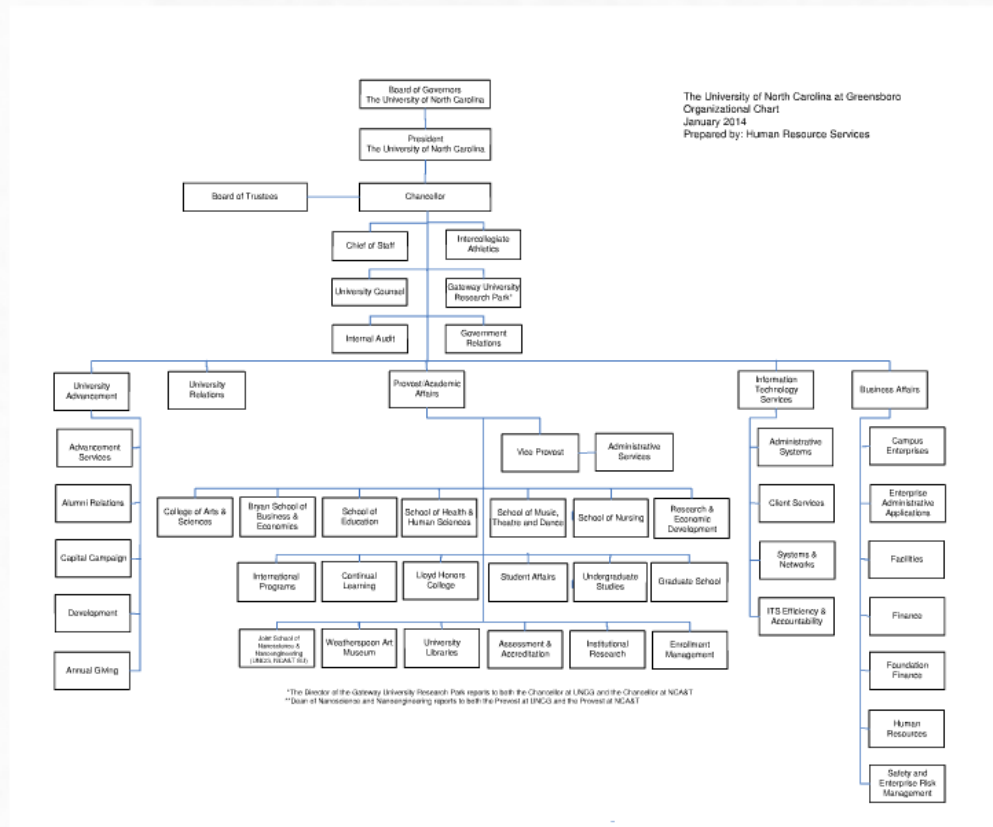 Board of Governors
The University of North Carolina
The University of North Carolina at Greensboro
Organizational Chart
January 2014
Prepared by: Human Resource Services
President
The University of North Carolina
Board of Trustees
Chancellor
Chief of Staff
Intercollegiate
Athletics
University Counsel
Gateway University
Research Park*
Internal Audit
Government
Relations
University
Advancement
University
Relations
Provost/Academic
Affairs
Information
Technology
Services
Business Affairs
Advancement
Services
Vice Provost
Administrative
Services
Administrative
Systems
Campus
Enterprises
Alumni Relations
College of Arts &
Sciences
Bryan School of
Business &
Economics
School of
Education
School of Health &
Human Sciences
School of Music,
Theatre and Dance
School of Nursing
Research &
Economic
Development
Client Services
Enterprise
Administrative
Applications
Capital Campaign
International
Programs
Continual
Learning
Lloyd Honors
College
Student Affairs
Undergraduate
Studies
Graduate School
Systems &
Networks
Facilities
Development
ITS Efficiency &
Accountability
Finance
Annual Giving
Joint School of
Nanoscience &
Nanoengineering
Weatherspoon Art
Museum
University
Libraries
Assessment &
Accreditation
Institutional
Research
Enrollment
Management
Foundation
Finance
Human
Resources
Safety and
Enterprise Risk
Management
*The Director of the Gateway University Research Park reports to both the Chancellor at UNCG and the Chancellor at NCA&T
**Dean of Nanoscience and Nanoengineering reports to both the Provost at UNCG and the Provost at NCA&T